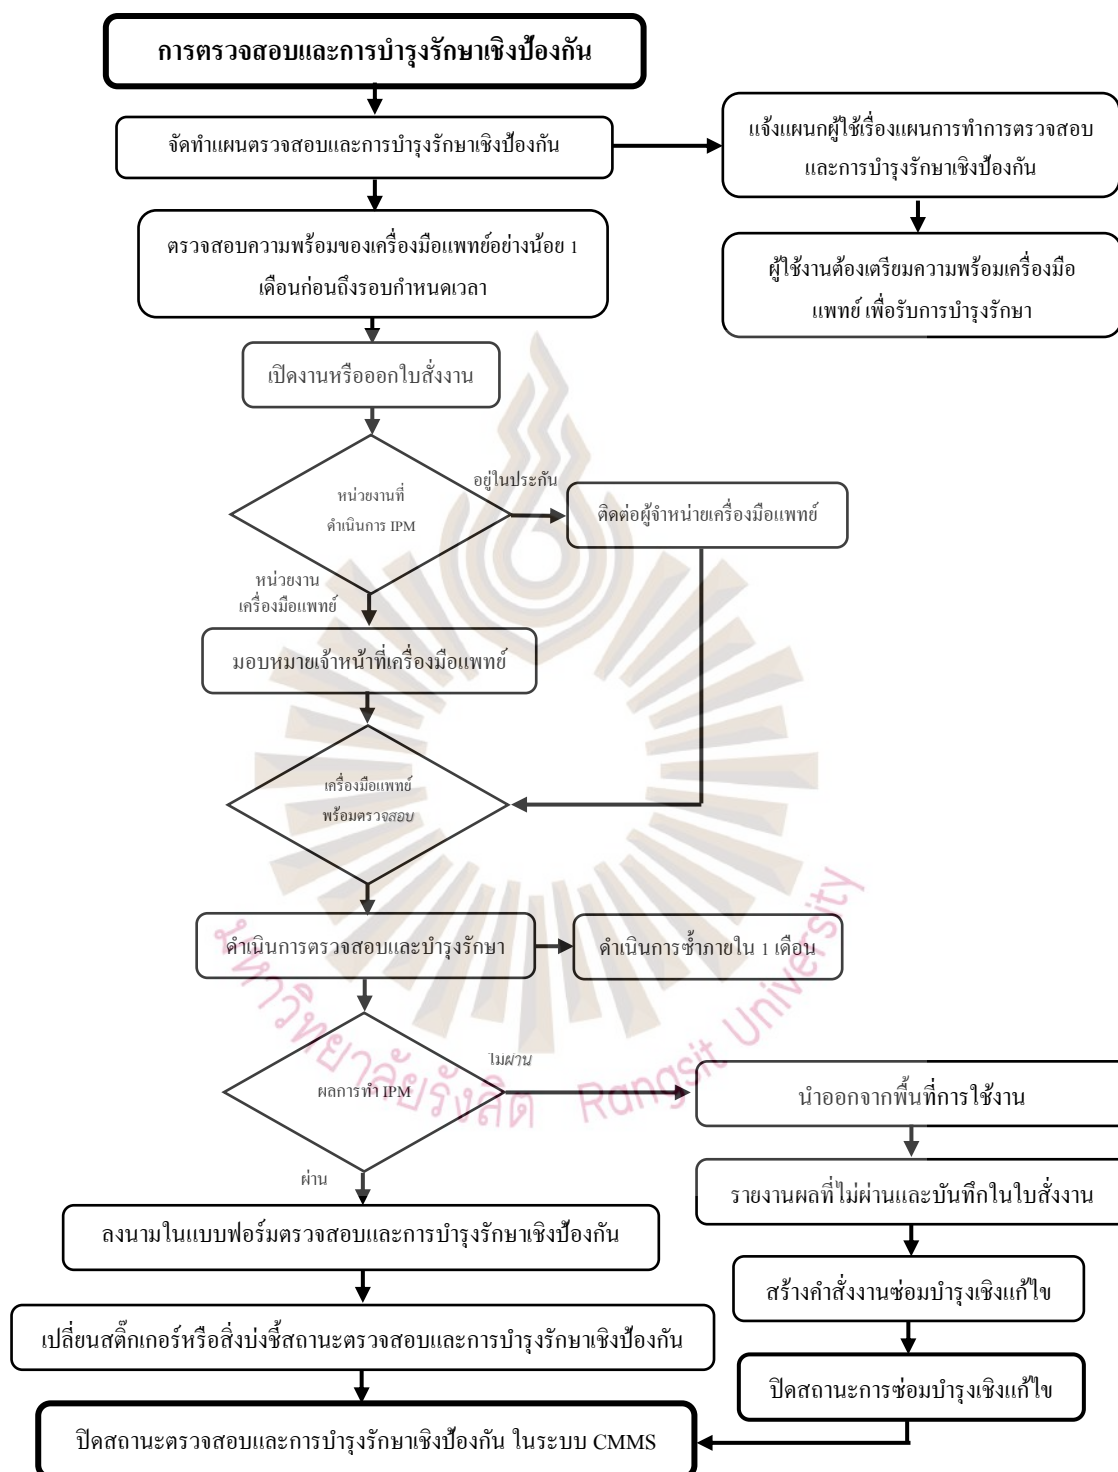 การตรวจสอบและการบำรุงรักษาเชิงป้องกัน
จัดทำแผนตรวจสอบและการบำรุงรักษาเชิงป้องกัน
แจ้งแผนกผู้ใช้เรื่องแผนการทำการตรวจสอบ
และการบำรุงรักษาเชิงป้องกัน
ตรวจสอบความพร้อมของเครื่องมือแพทย์อย่างน้อย 1
เดือนก่อนถึงรอบกำหนดเวลา
ผู้ใช้งานต้องเตรียมความพร้อมเครื่องมือ
แพทย์ เพื่อรับการบำรุงรักษา
เปิดงานหรือออกใบสั่งงาน
หน่วยงานที่
ดำเนินการ IPM
อยู่ในประกัน
ติดต่อผู้จำหน่ายเครื่องมือแพทย์
หน่วยงาน
เครื่องมือแพทย์
มอบหมายเจ้าหน้าที่เครื่องมือแพทย์
เครื่องมือแพทย์
พร้อมตรวจสอบ
ดำเนินการตรวจสอบและบำรุงรักษา
ดำเนินการซ้ำภายใน 1 เดือน
ผลการทำ IPM
ไม่ผ่าน
นำออกจากพื้นที่การใช้งาน
มหาวิทยาลัยรังสิต Rangsit University
ผ่าน
รายงานผลที่ไม่ผ่านและบันทึกในใบสั่งงาน
ลงนามในแบบฟอร์มตรวจสอบและการบำรุงรักษาเชิงป้องกัน
สร้างคำสั่งงานซ่อมบำรุงเชิงแก้ไข
เปลี่ยนสติ๊กเกอร์หรือสิ่งบ่งชี้สถานะตรวจสอบและการบำรุงรักษาเชิงป้องกัน
ปิดสถานะการซ่อมบำรุงเชิงแก้ไข
ปิดสถานะตรวจสอบและการบำรุงรักษาเชิงป้องกัน ในระบบ CMMS